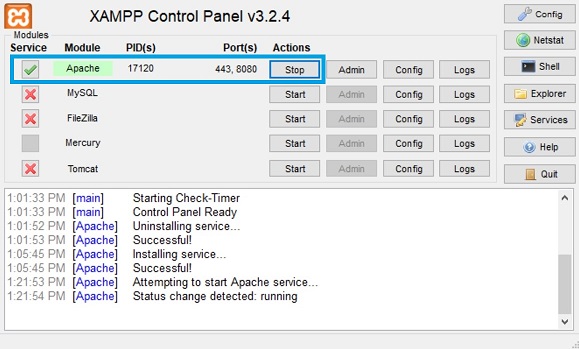 XAMPP Control Panel v3.2.4
Config
Modules
Service Module PID(s) Port(s) Actions
Netstat
Apache 17120 443, 8080 Stop Admin Config Logs
Shell
MySQL Start Admin Config Logs
Explorer
FileZilla Start Admin Config Logs
Services
Mercury Start Admin Config Logs
Help
Tomcat Start Admin Config Logs
Quit
1:01:33 PM [main] Starting Check-Timer
1:01:33 PM [main] Control Panel Ready
1:01:52 PM [Apache] Uninstalling service...
1:01:53 PM [Apache] Successful!
1:05:45 PM [Apache] Installing service...
1:05:45 PM [Apache] Successful!
1:21:53 PM [Apache] Attempting to start Apache service...
1:21:54 PM [Apache] Status change detected: running